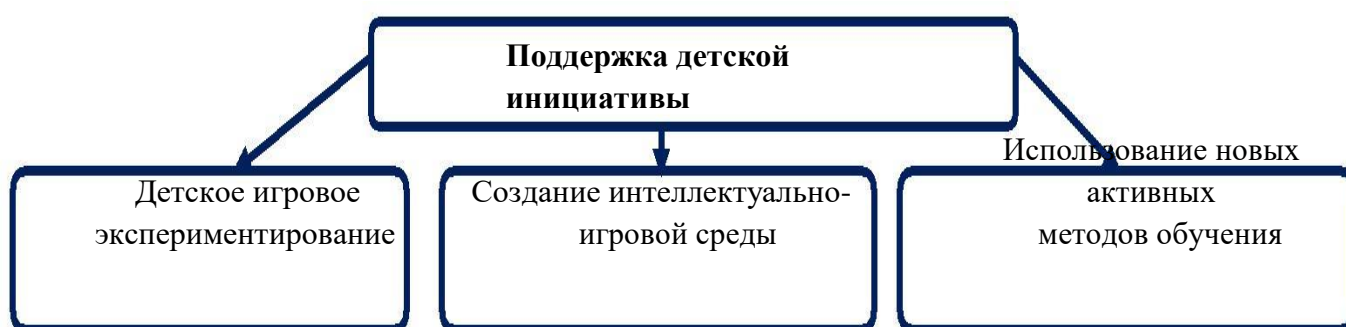 Поддержка детской
инициативы
Детское игровое
экспериментирование
Создание интеллектуально-
игровой среды
Использование новых
активных
методов обучения